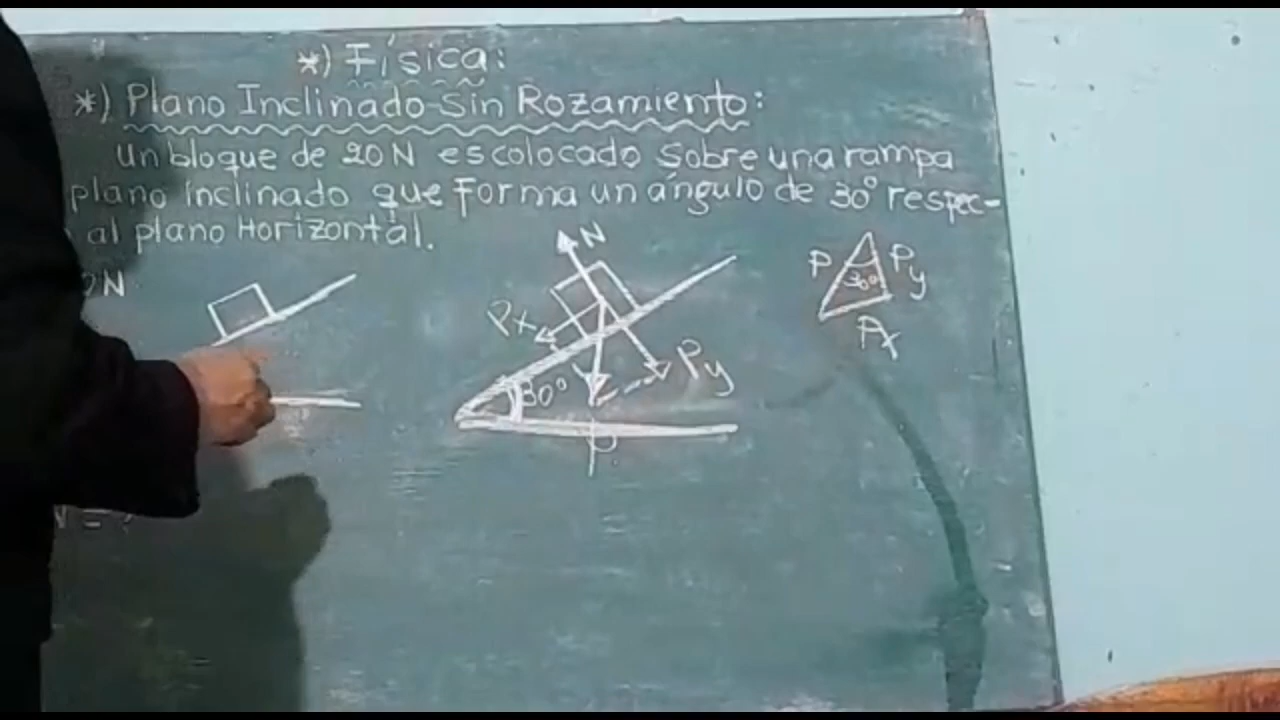 *) Física:
*) Plano Inclinado Sin Rozamiento:
Un bloque de 20N es colocado sobre una rampa
plano inclinado que forma un ángulo de 30° respec-
al plano Horizontal.
N
N
Px
Py
30°
P
P
Py
30°
Px
N = ?